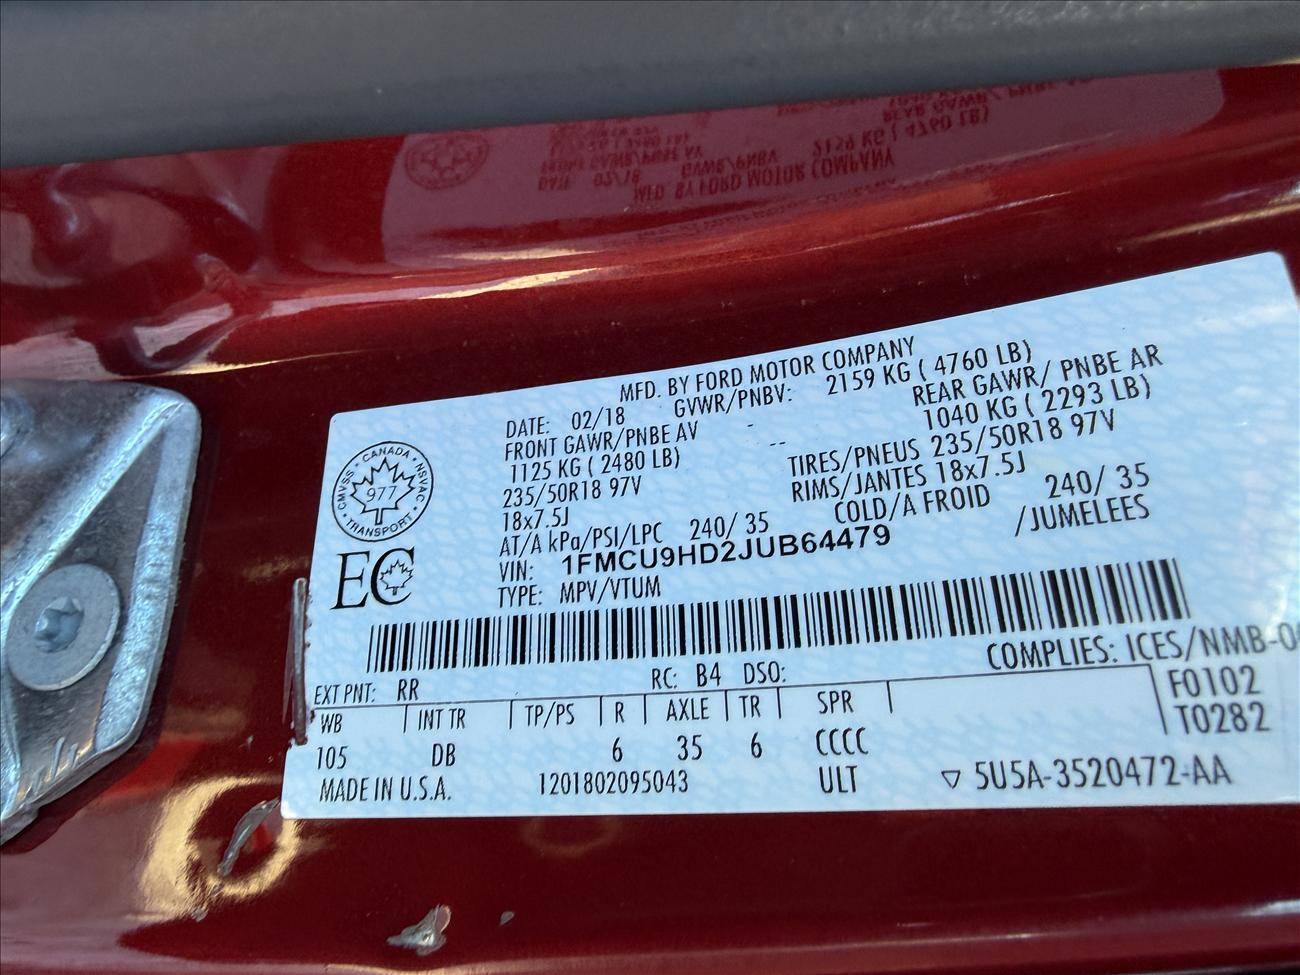 MFD. BY FORD MOTOR COMPANY
DATE: 02/18 GVWR/PNBV: 2159 KG ( 4760 LB)
FRONT GAWR/PNBE AV REAR GAWR/ PNBE AR
1125 KG ( 2480 LB) 1040 KG ( 2293 LB)
235/50R18 97V TIRES/PNEUS 235/50R18 97V
18x7.5J RIMS/JANTES 18x7.5J
AT/A kPa/PSI/LPC 240/ 35 COLD/A FROID 240/ 35
VIN: 1FMCU9HD2JUB64479 /JUMELEES
TYPE: MPV/VTUM
CMVSS · CANADA · NSVAC
977
TRANSPORT
EC
COMPLIES: ICES/NMB-0
EXT PNT: RR RC: B4 DSO: F0102
WB INT TR TP/PS R AXLE TR SPR T0282
105 DB 6 35 6 CCCC
MADE IN U.S.A. 1201802095043 ULT 5U5A-3520472-AA